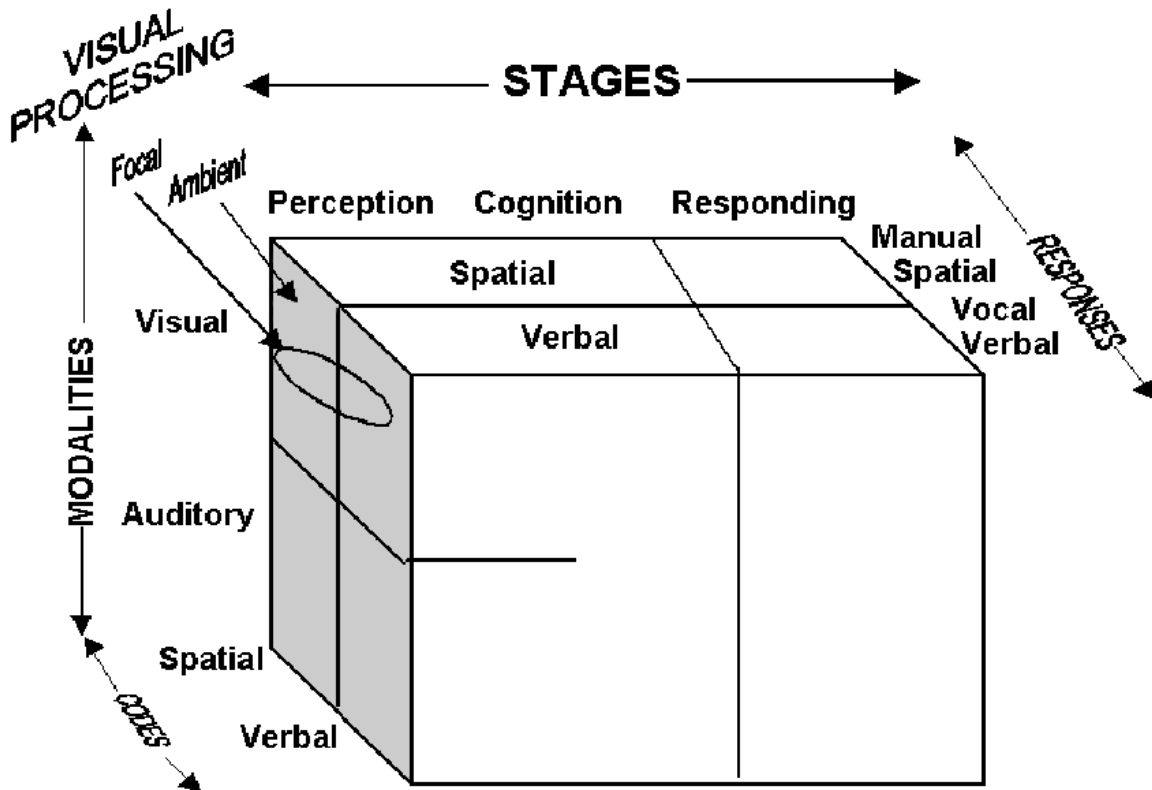 VISUAL
PROCESSING
STAGES
Focal
Ambient
Perception Cognition Responding
Manual
Spatial
Vocal
Verbal
RESPONSES
Spatial
Verbal
Visual
MODALITIES
Auditory
Spatial
Verbal
CODES